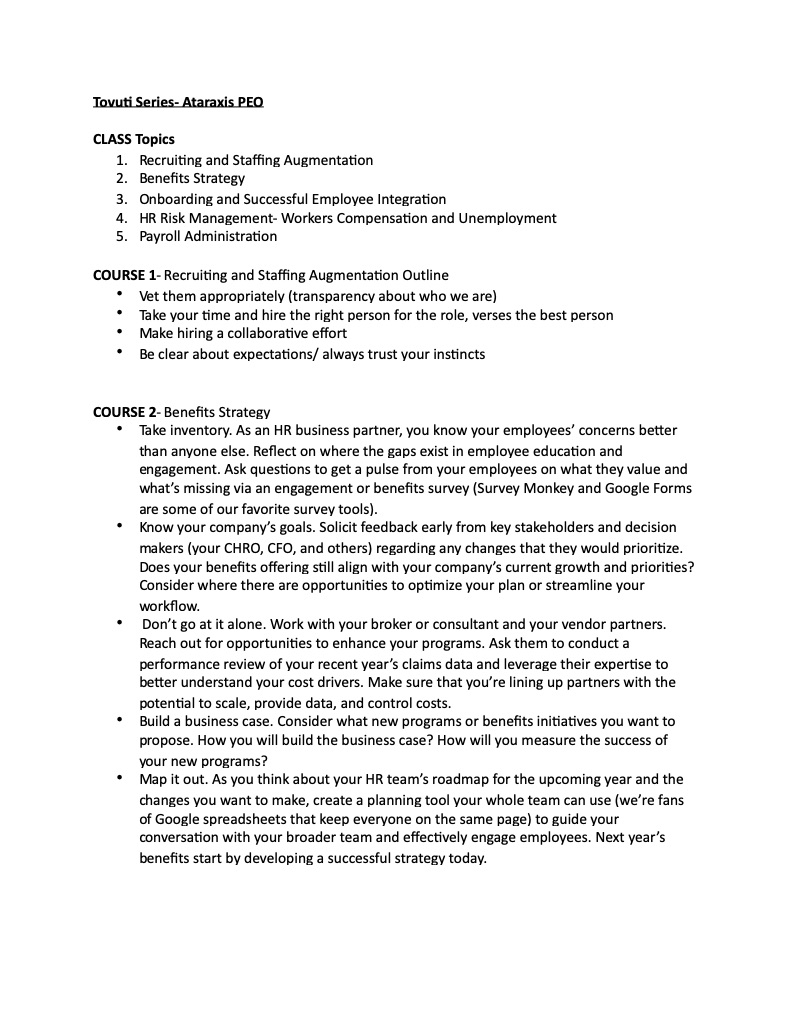 Tovuti Series- Ataraxis PEO
CLASS Topics
1. Recruiting and Staffing Augmentation
2. Benefits Strategy
3. Onboarding and Successful Employee Integration
4. HR Risk Management- Workers Compensation and Unemployment
5. Payroll Administration
COURSE 1- Recruiting and Staffing Augmentation Outline
• Vet them appropriately (transparency about who we are)
• Take your time and hire the right person for the role, verses the best person
• Make hiring a collaborative effort
• Be clear about expectations/ always trust your instincts
COURSE 2- Benefits Strategy
• Take inventory. As an HR business partner, you know your employees’ concerns better
than anyone else. Reflect on where the gaps exist in employee education and
engagement. Ask questions to get a pulse from your employees on what they value and
what’s missing via an engagement or benefits survey (Survey Monkey and Google Forms
are some of our favorite survey tools).
• Know your company’s goals. Solicit feedback early from key stakeholders and decision
makers (your CHRO, CFO, and others) regarding any changes that they would prioritize.
Does your benefits offering still align with your company’s current growth and priorities?
Consider where there are opportunities to optimize your plan or streamline your
workflow.
• Don’t go at it alone. Work with your broker or consultant and your vendor partners.
Reach out for opportunities to enhance your programs. Ask them to conduct a
performance review of your recent year’s claims data and leverage their expertise to
better understand your cost drivers. Make sure that you’re lining up partners with the
potential to scale, provide data, and control costs.
• Build a business case. Consider what new programs or benefits initiatives you want to
propose. How you will build the business case? How will you measure the success of
your new programs?
• Map it out. As you think about your HR team’s roadmap for the upcoming year and the
changes you want to make, create a planning tool your whole team can use (we’re fans
of Google spreadsheets that keep everyone on the same page) to guide your
conversation with your broader team and effectively engage employees. Next year’s
benefits start by developing a successful strategy today.